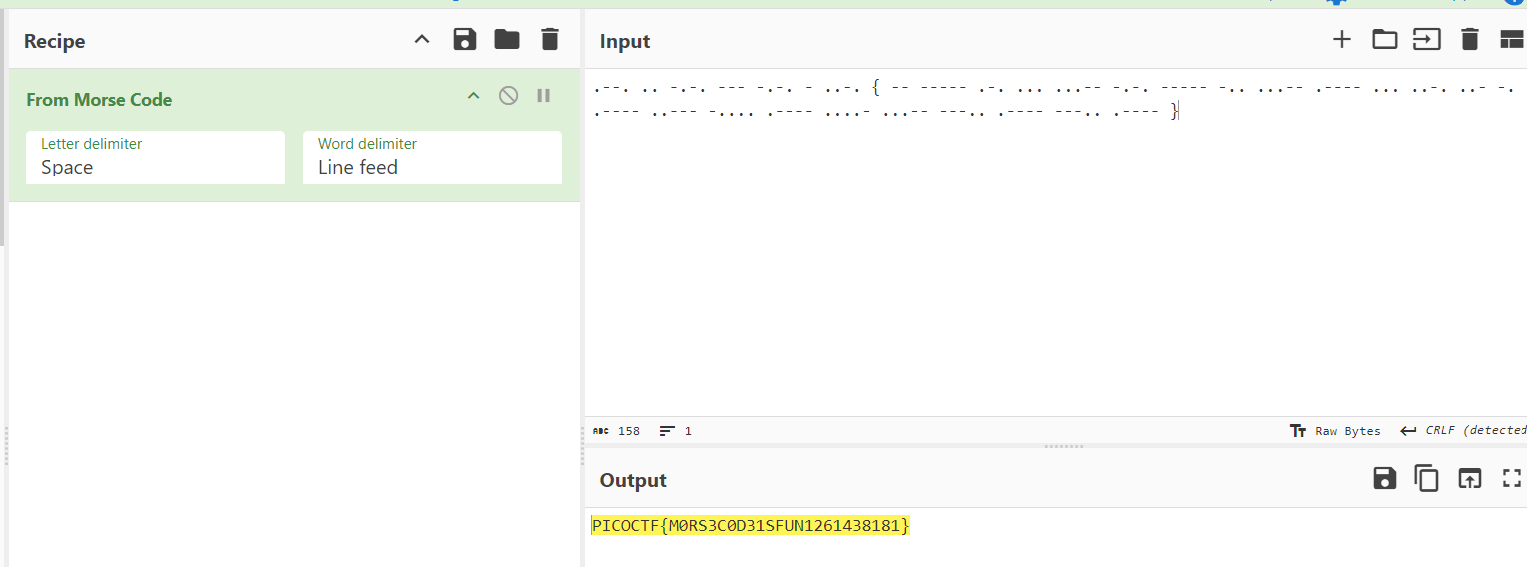 Recipe
Input
From Morse Code
.--. .. -.-. --- -.-. - ..-. { -- ----- .-. ... ...-- -.-. ----- -.. ...-- .---- ... ..-. ..- -.
Letter delimiter
Word delimiter
.---- ..--- -.... .---- ....- ...-- ---.. .---- ---.. .---- }
Space
Line feed
ABC 158 1
Tт Raw Bytes CRLF (detected
Output
PICOCTF{M0RS3C0D31SFUN1261438181}